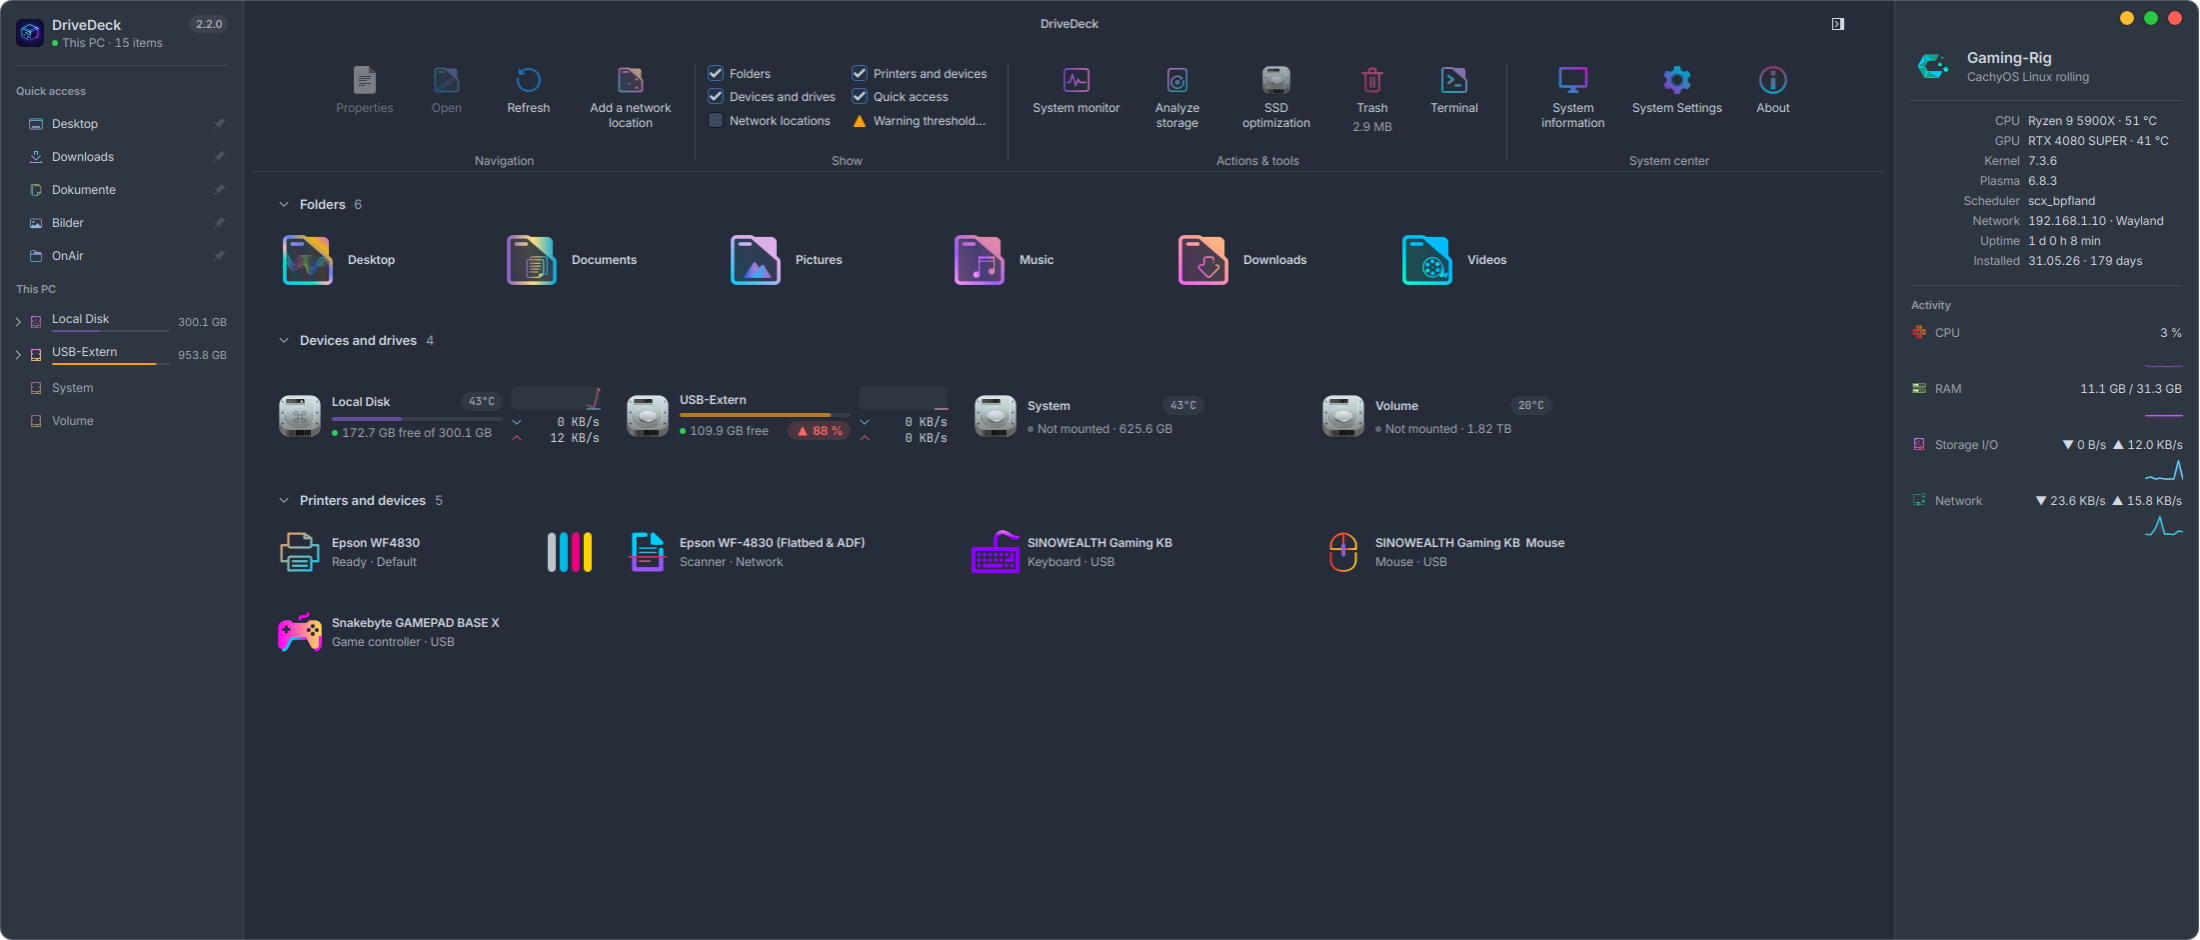 DriveDeck
2.2.0
This PC · 15 items
Quick access
Desktop
Downloads
Dokumente
Bilder
OnAir
This PC
Local Disk
300.1 GB
USB-Extern
953.8 GB
System
Volume
DriveDeck
Properties
Open
Refresh
Add a network
location
Navigation
Folders
Printers and devices
Devices and drives
Quick access
Network locations
Warning threshold...
Show
System monitor
Analyze
storage
SSD
optimization
Trash
2.9 MB
Terminal
Actions & tools
System
information
System Settings
About
System center
Folders 6
Desktop
Documents
Pictures
Music
Downloads
Videos
Devices and drives 4
Local Disk
43°C
172.7 GB free of 300.1 GB
0 KB/s
12 KB/s
USB-Extern
109.9 GB free
88 %
0 KB/s
0 KB/s
System
43°C
Not mounted · 625.6 GB
Volume
20°C
Not mounted · 1.82 TB
Printers and devices 5
Epson WF4830
Ready · Default
Epson WF-4830 (Flatbed & ADF)
Scanner · Network
SINOWEALTH Gaming KB
Keyboard · USB
SINOWEALTH Gaming KB Mouse
Mouse · USB
Snakebyte GAMEPAD BASE X
Game controller · USB
Gaming-Rig
CachyOS Linux rolling
CPU Ryzen 9 5900X · 51 °C
GPU RTX 4080 SUPER · 41 °C
Kernel 7.3.6
Plasma 6.8.3
Scheduler scx_bpfland
Network 192.168.1.10 · Wayland
Uptime 1 d 0 h 8 min
Installed 31.05.26 · 179 days
Activity
CPU 3 %
RAM 11.1 GB / 31.3 GB
Storage I/O ▼ 0 B/s ▲ 12.0 KB/s
Network ▼ 23.6 KB/s ▲ 15.8 KB/s